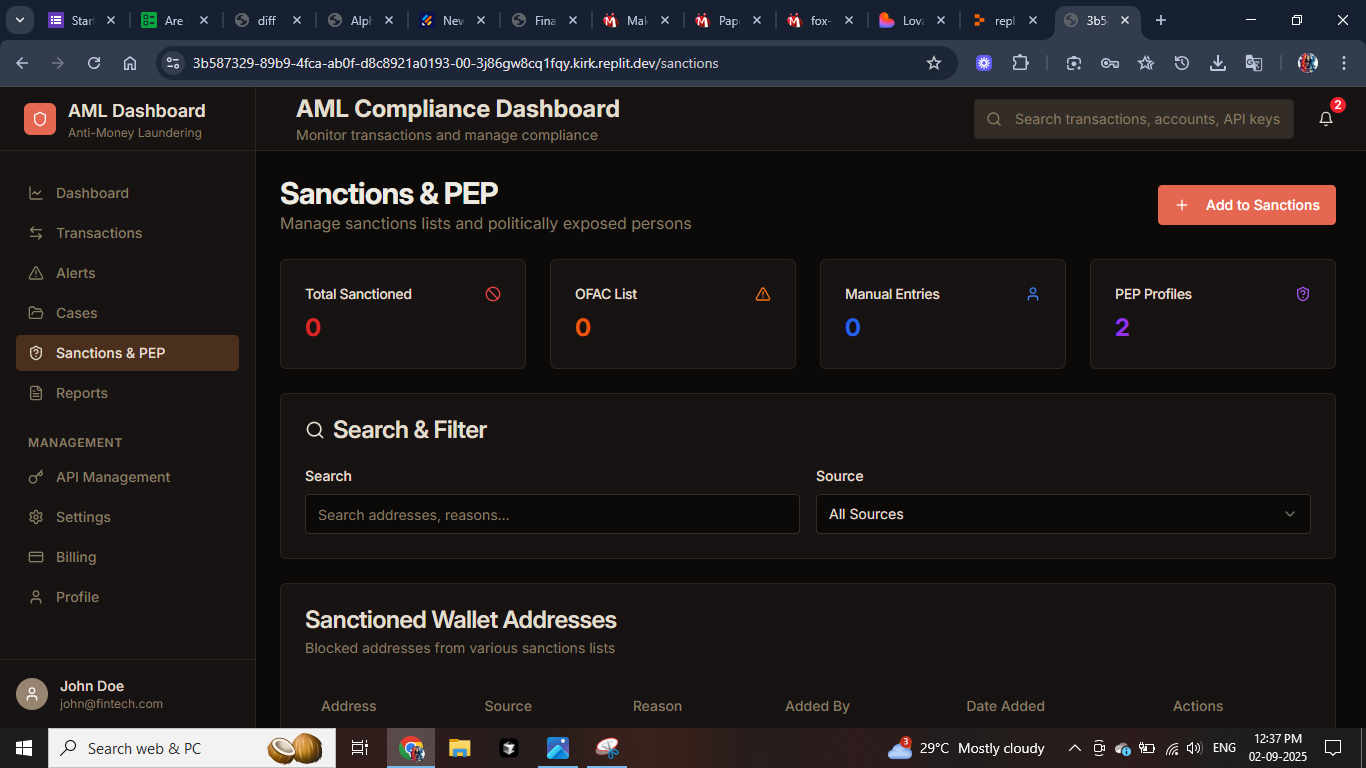 Start
Are
diff
Alph
New
Fina
Mak
Pap
fox-
Lova
repl
3b5
3b587329-89b9-4fca-ab0f-d8c8921a0193-00-3j86gw8cq1fqy.kirk.replit.dev/sanctions
AML Dashboard
Anti-Money Laundering
AML Compliance Dashboard
Monitor transactions and manage compliance
Search transactions, accounts, API keys
2
Dashboard
Transactions
Alerts
Cases
Sanctions & PEP
Reports
MANAGEMENT
API Management
Settings
Billing
Profile
John Doe
john@fintech.com
Sanctions & PEP
Manage sanctions lists and politically exposed persons
+ Add to Sanctions
Total Sanctioned
0
OFAC List
0
Manual Entries
0
PEP Profiles
2
Search & Filter
Search
Search addresses, reasons...
Source
All Sources
Sanctioned Wallet Addresses
Blocked addresses from various sanctions lists
Address Source Reason Added By Date Added Actions
Search web & PC
3
29°C Mostly cloudy
ENG
12:37 PM
02-09-2025